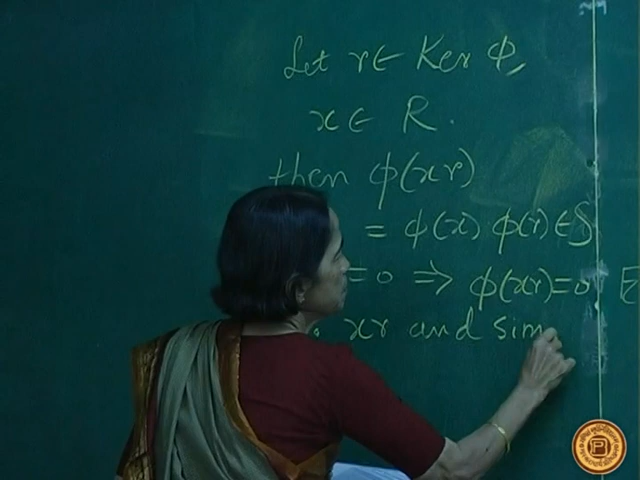 Let r ∈ Ker φ,
x ∈ R.
then φ(xr)
= φ(x) φ(r) ∈ S
= 0 ⇒ φ(xr) = 0
xr and sim